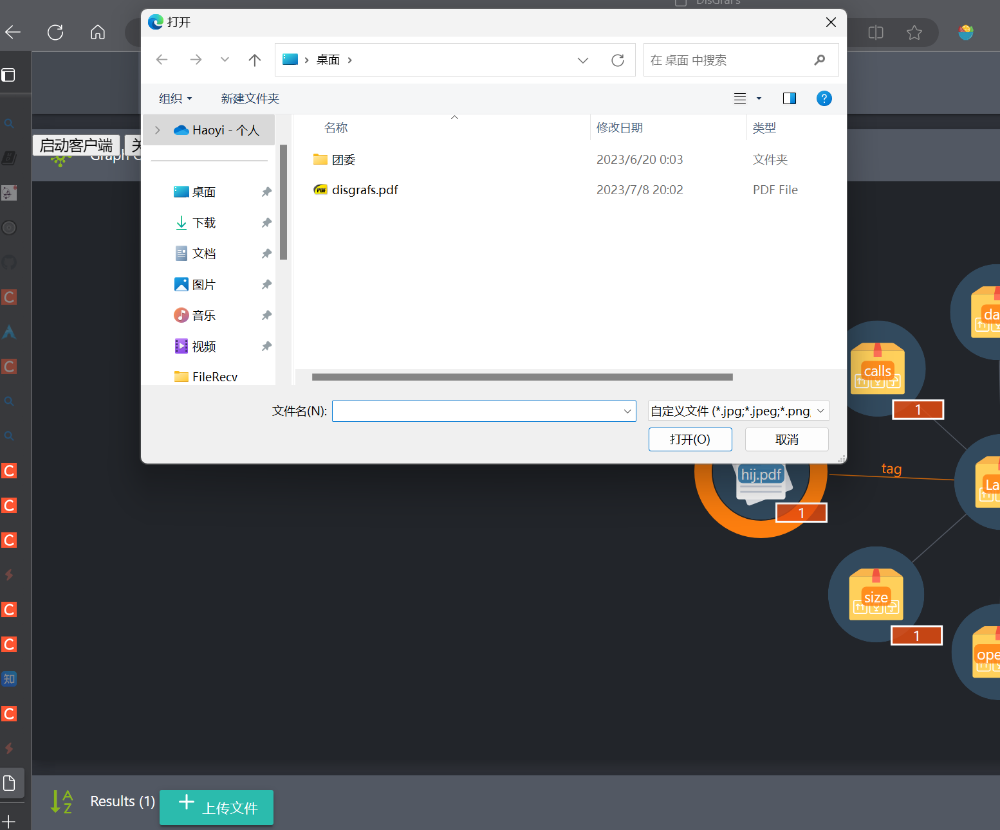 DisGraFS
打开
桌面
在 桌面 中搜索
组织
新建文件夹
Haoyi - 个人
名称
修改日期
类型
团委
2023/6/20 0:03
文件夹
disgrafs.pdf
2023/7/8 20:02
PDF File
桌面
下载
文档
图片
音乐
视频
FileRecv
文件名(N):
自定义文件 (*.jpg;*.jpeg;*.png
打开(O)
取消
启动客户端
Graph
calls
1
hij.pdf
1
tag
size
1
Results (1)
上传文件